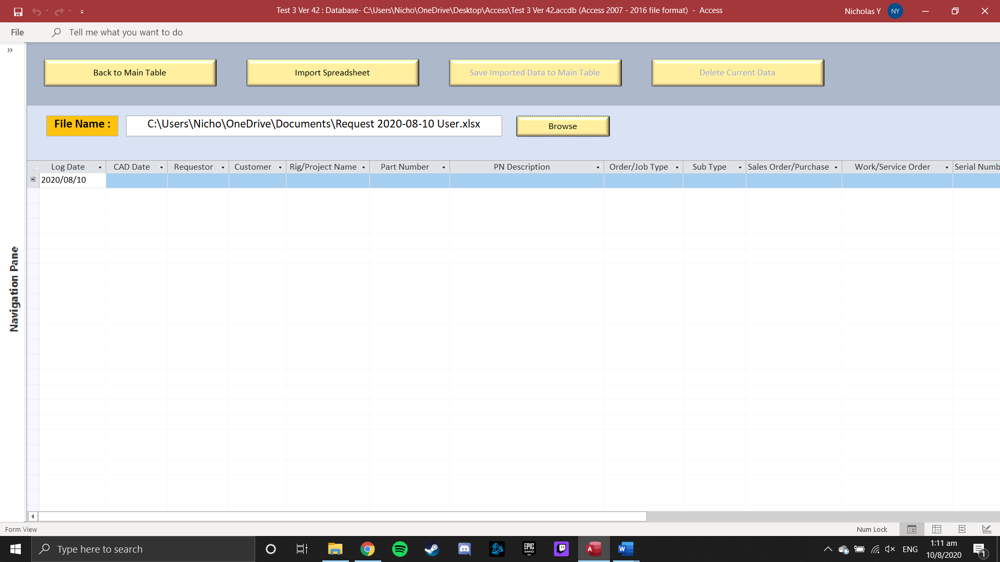 Test 3 Ver 42 : Database- C:\Users\Nicho\OneDrive\Desktop\Access\Test 3 Ver 42.accdb (Access 2007 - 2016 file format)  -  Access
Nicholas Y
NY
File
Tell me what you want to do
Back to Main Table
Import Spreadsheet
Save Imported Data to Main Table
Delete Current Data
File Name :
C:\Users\Nicho\OneDrive\Documents\Request 2020-08-10 User.xlsx
Browse
Log Date
CAD Date
Requestor
Customer
Rig/Project Name
Part Number
PN Description
Order/Job Type
Sub Type
Sales Order/Purchase
Work/Service Order
Serial Numb
2020/08/10
Navigation Pane
Form View
Num Lock
Type here to search
EPIC
GAMES
A
W
ENG
1:11 am
10/8/2020
1